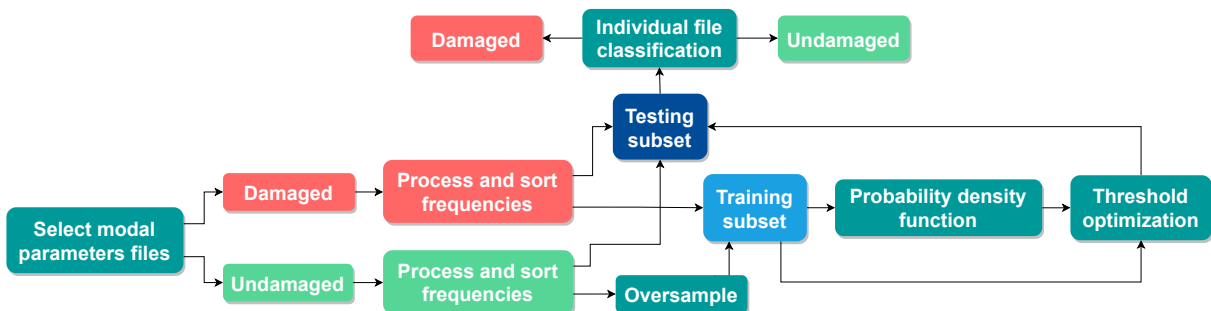 Damaged
Individual file
classification
Undamaged
Testing
subset
Damaged
Process and sort
frequencies
Select modal
parameters files
Training
subset
Probability density
function
Threshold
optimization
Undamaged
Process and sort
frequencies
Oversample